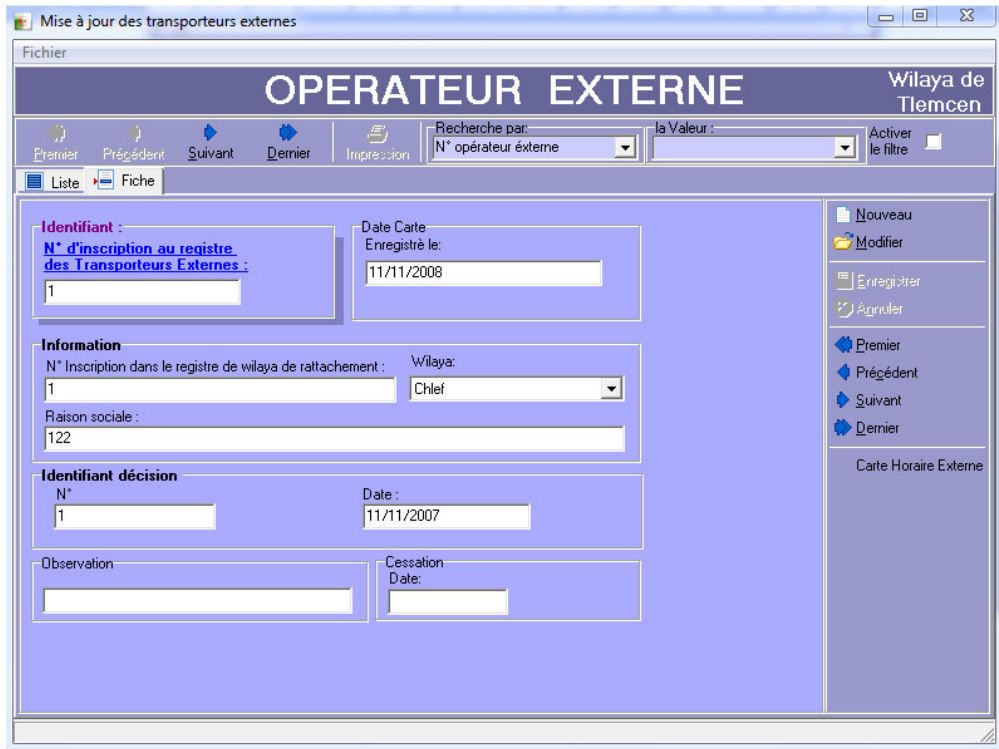 Mise à jour des transporteurs externes
Fichier
OPERATEUR EXTERNE
Wilaya de
Tlemcen
Premier
Précédent
Suivant
Dernier
Impression
Recherche par:
N° opérateur éxterne
la Valeur :
Activer
le filtre
Liste
Fiche
Identifiant :
N° d'inscription au registre
des Transporteurs Externes :
1
Date Carte
Enregistrè le:
11/11/2008
Information
N° Inscription dans le registre de wilaya de rattachement :
Wilaya:
1
Chlef
Raison sociale :
122
Identifiant décision
N°
Date :
1
11/11/2007
Observation
Cessation
Date:
Nouveau
Modifier
Enregistrer
Annuler
Premier
Précédent
Suivant
Dernier
Carte Horaire Externe